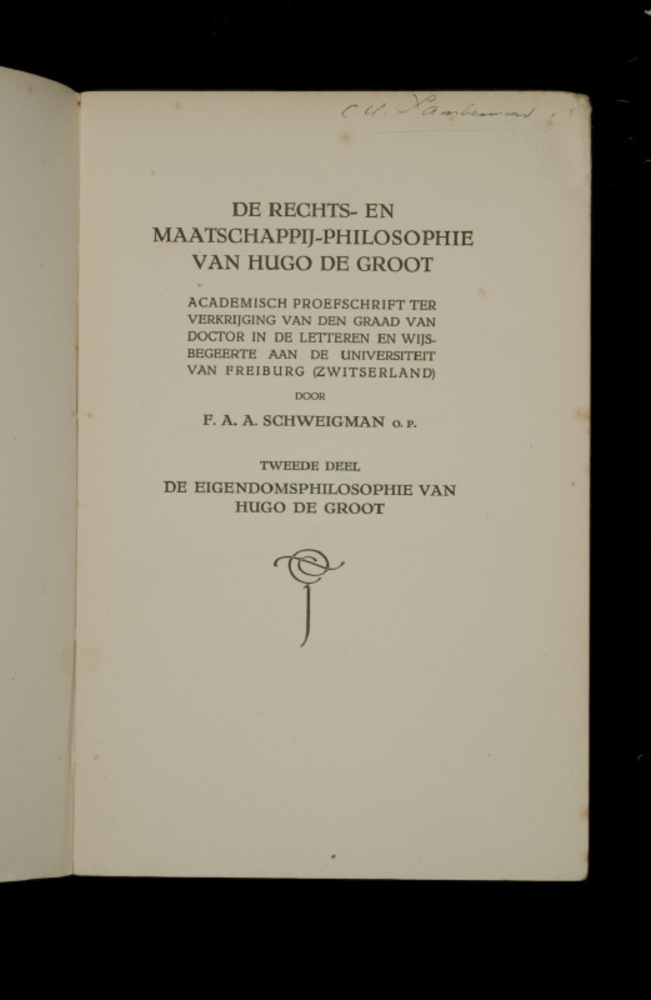 C.U.
DE RECHTS- EN
MAATSCHAPPIJ-PHILOSOPHIE
VAN HUGO DE GROOT
ACADEMISCH PROEFSCHRIFT TER
VERKRIJGING VAN DEN GRAAD VAN
DOCTOR IN DE LETTEREN EN WIJS-
BEGEERTE AAN DE UNIVERSITEIT
VAN FREIBURG (ZWITSERLAND)
DOOR
F. A. A. SCHWEIGMAN O. P.
TWEEDE DEEL
DE EIGENDOMSPHILOSOPHIE VAN
HUGO DE GROOT